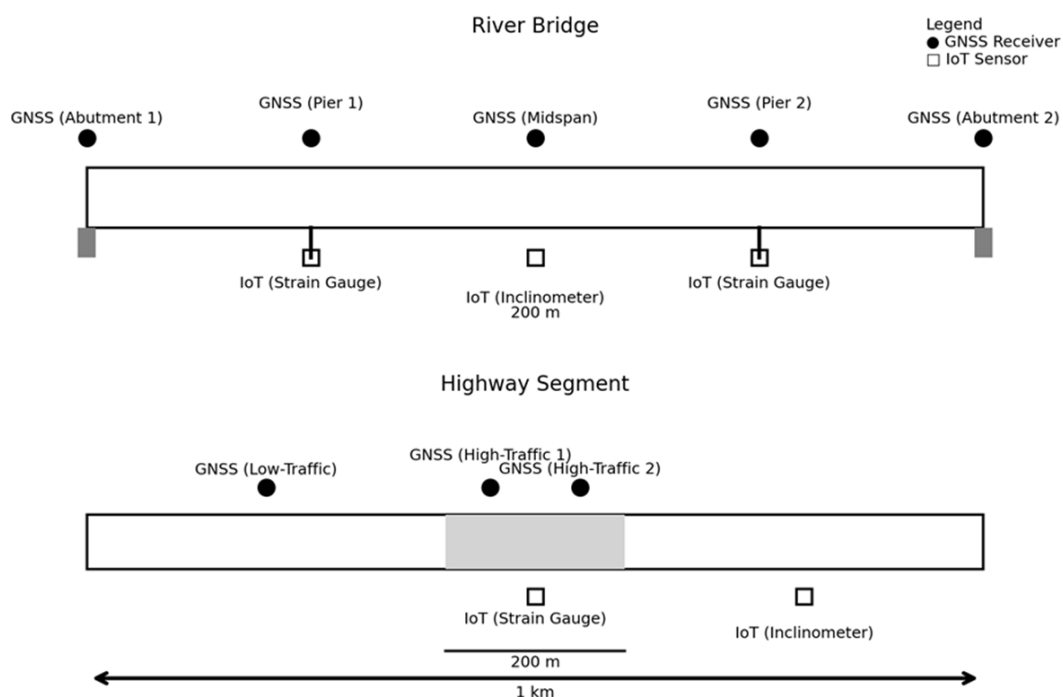 River Bridge
Legend
GNSS Receiver
IoT Sensor
GNSS (Abutment 1)
GNSS (Pier 1)
GNSS (Midspan)
GNSS (Pier 2)
GNSS (Abutment 2)
IoT (Strain Gauge)
IoT (Inclinometer)
200 m
IoT (Strain Gauge)
Highway Segment
GNSS (Low-Traffic)
GNSS (High-Traffic 1)
GNSS (High-Traffic 2)
IoT (Strain Gauge)
IoT (Inclinometer)
200 m
1 km